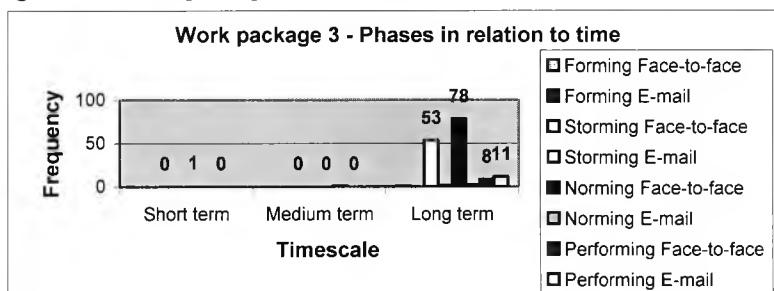 Work package 3 - Phases in relation to time
Frequency
100
50
0
0 1 0
0 0 0
53
78
8 11
Short term
Medium term
Long term
Timescale
Forming Face-to-face
Forming E-mail
Storming Face-to-face
Storming E-mail
Norming Face-to-face
Norming E-mail
Performing Face-to-face
Performing E-mail